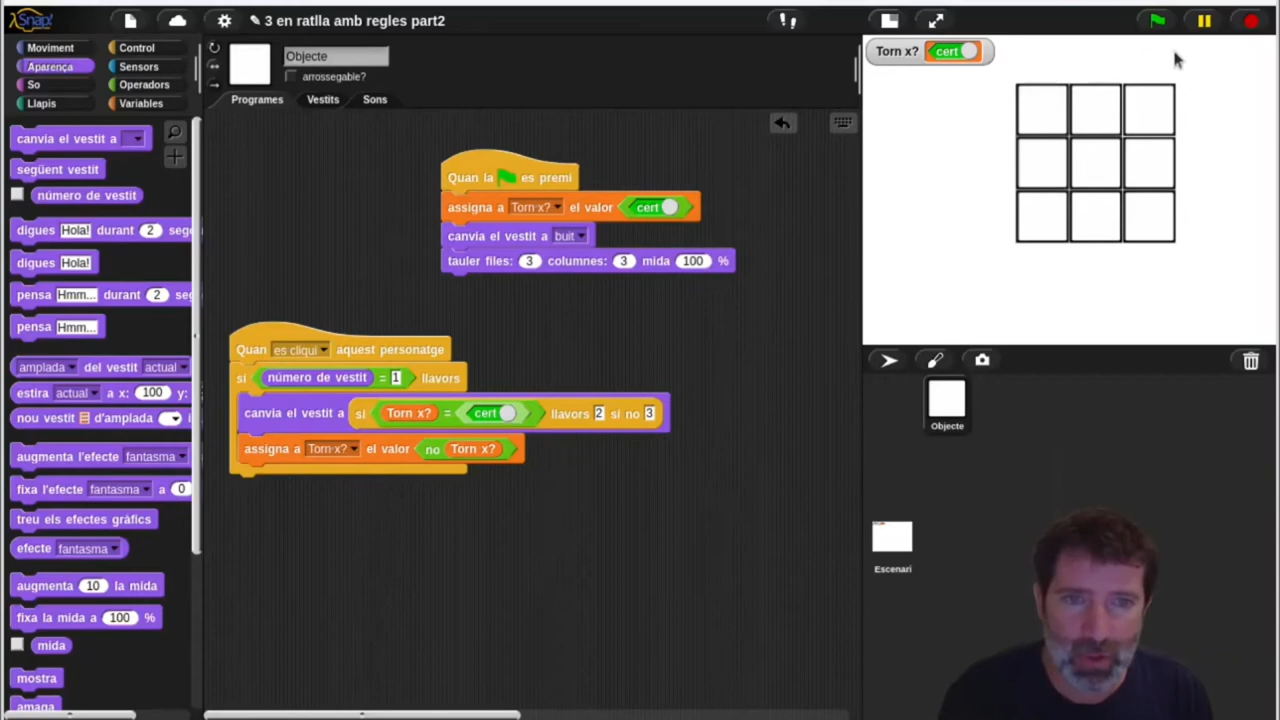 Snap!
✎ 3 en ratlla amb regles part2
Moviment
Control
Aparença
Sensors
So
Operadors
Llapis
Variables
Objecte
arrossegable?
Programes
Vestits
Sons
canvia el vestit a
següent vestit
número de vestit
digues Hola! durant 2 sego
digues Hola!
pensa Hmm... durant 2 seg
pensa Hmm...
amplada del vestit actual
estira actual a x: 100 y:
nou vestit d'amplada
augmenta l'efecte fantasma
fixa l'efecte fantasma a 0
treu els efectes gràfics
efecte fantasma
augmenta 10 la mida
fixa la mida a 100 %
mida
mostra
amaga
Quan la es premi
assigna a Torn x? el valor cert
canvia el vestit a buit
tauler files: 3 columnes: 3 mida 100 %
Quan es cliqui aquest personatge
si número de vestit = 1 llavors
canvia el vestit a si Torn x? = cert llavors 2 si no 3
assigna a Torn x? el valor no Torn x?
Torn x? cert
Objecte
Escenari